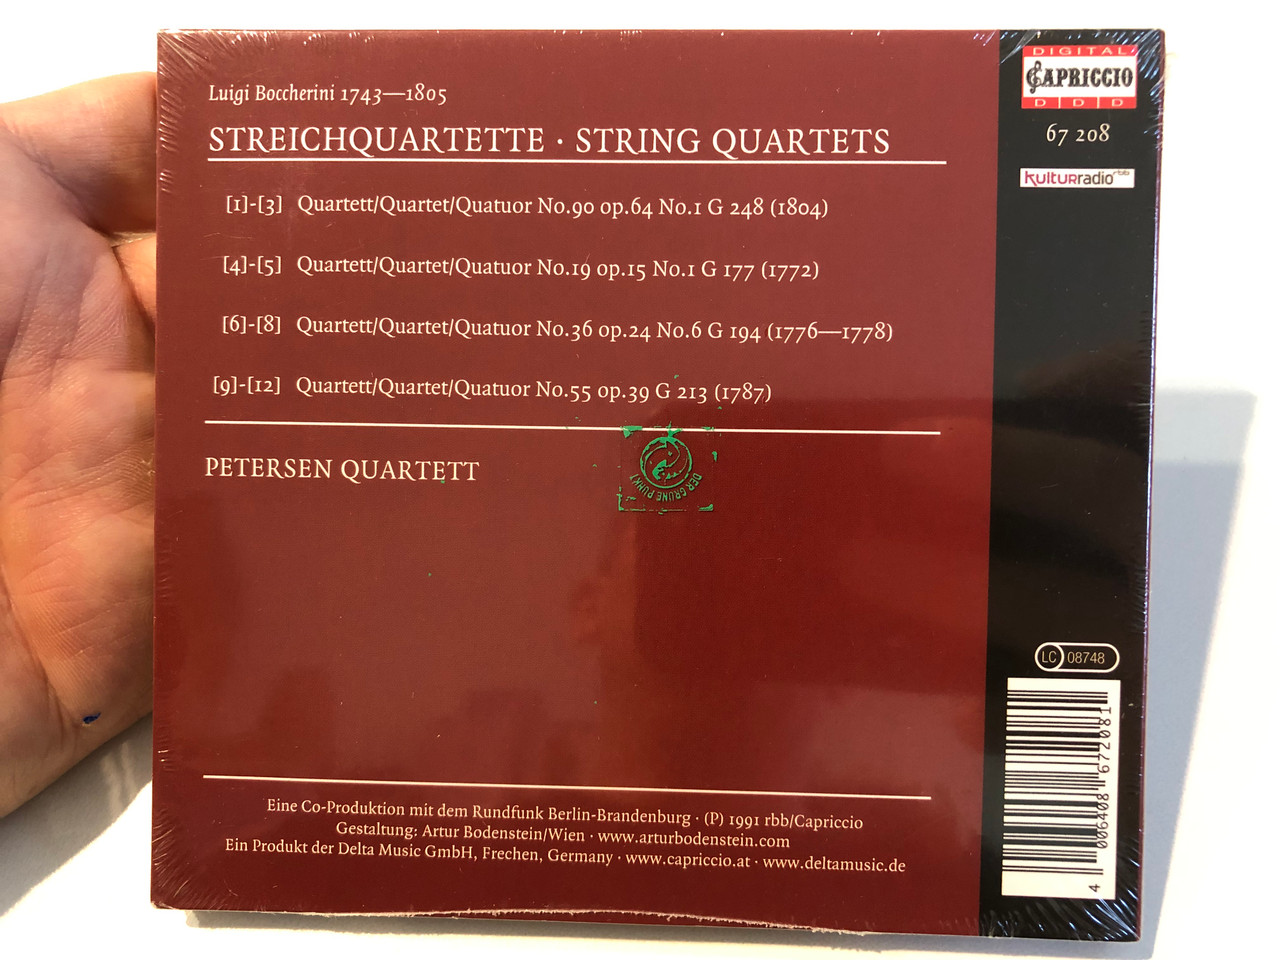 Luigi Boccherini 1743—1805
STREICHQUARTETTE · STRING QUARTETS
[1]-[3] Quartett/Quartet/Quatuor No.90 op.64 No.1 G 248 (1804)
[4]-[5] Quartett/Quartet/Quatuor No.19 op.15 No.1 G 177 (1772)
[6]-[8] Quartett/Quartet/Quatuor No.36 op.24 No.6 G 194 (1776—1778)
[9]-[12] Quartett/Quartet/Quatuor No.55 op.39 G 213 (1787)
PETERSEN QUARTETT
DER GRÜNE PUNKT
Eine Co-Produktion mit dem Rundfunk Berlin-Brandenburg · (P) 1991 rbb/Capriccio
Gestaltung: Artur Bodenstein/Wien · www.arturbodenstein.com
Ein Produkt der Delta Music GmbH, Frechen, Germany · www.capriccio.at · www.deltamusic.de
DIGITAL
CAPRICCIO
D | D | D
67 208
kulturradio rbb
LC 08748
4 006408 672081